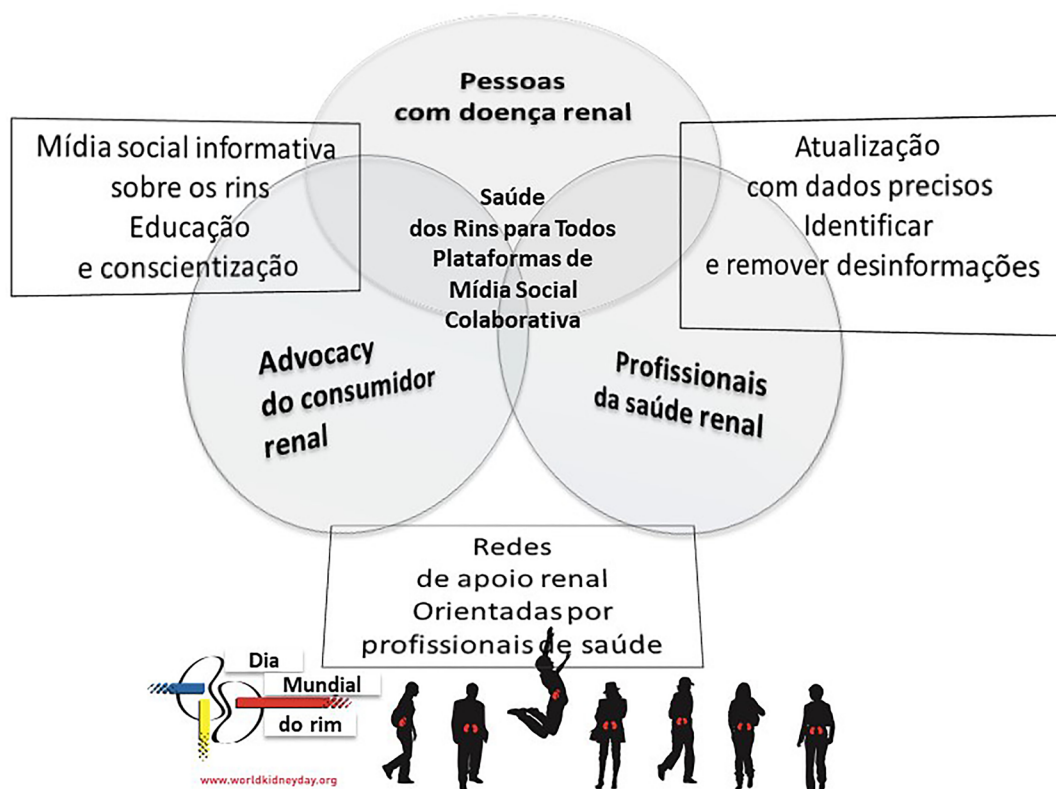 Pessoas
com doença renal
Mídia social informativa
sobre os rins
Educação
e conscientização
Atualização
com dados precisos
Identificar
e remover desinformações
Saúde
dos Rins para Todos
Plataformas de
Mídia Social
Colaborativa
Advocacy
do consumidor
renal
Profissionais
da saúde renal
Redes
de apoio renal
Orientadas por
profissionais de saúde
Dia
Mundial
do rim
www.worldkidneyday.org